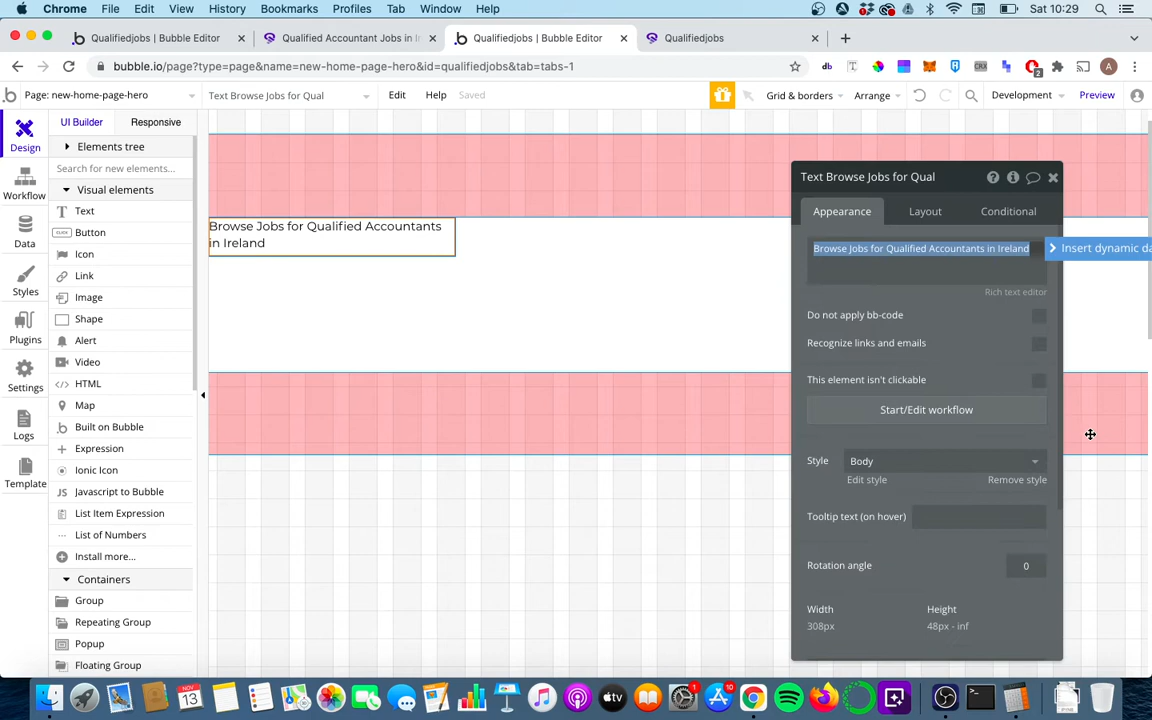 Chrome File Edit View History Bookmarks Profiles Tab Window Help Sat 10:29
Qualifiedjobs | Bubble Editor
Qualified Accountant Jobs in I
Qualifiedjobs | Bubble Editor
Qualifiedjobs
bubble.io/page?type=page&name=new-home-page-hero&id=qualifiedjobs&tab=tabs-1
Page: new-home-page-hero Text Browse Jobs for Qual Edit Help Saved Grid & borders Arrange Development Preview
Design
Workflow
Data
Styles
Plugins
Settings
Logs
Template
UI Builder Responsive
Elements tree
Search for new elements...
Visual elements
Text
Button
Icon
Link
Image
Shape
Alert
Video
HTML
Map
Built on Bubble
Expression
Ionic Icon
Javascript to Bubble
List Item Expression
List of Numbers
Install more...
Containers
Group
Repeating Group
Popup
Floating Group
Browse Jobs for Qualified Accountants
in Ireland
Text Browse Jobs for Qual
Appearance Layout Conditional
Browse Jobs for Qualified Accountants in Ireland
Insert dynamic da
Rich text editor
Do not apply bb-code
Recognize links and emails
This element isn't clickable
Start/Edit workflow
Style Body
Edit style Remove style
Tooltip text (on hover)
Rotation angle 0
Width Height
308px 48px - inf